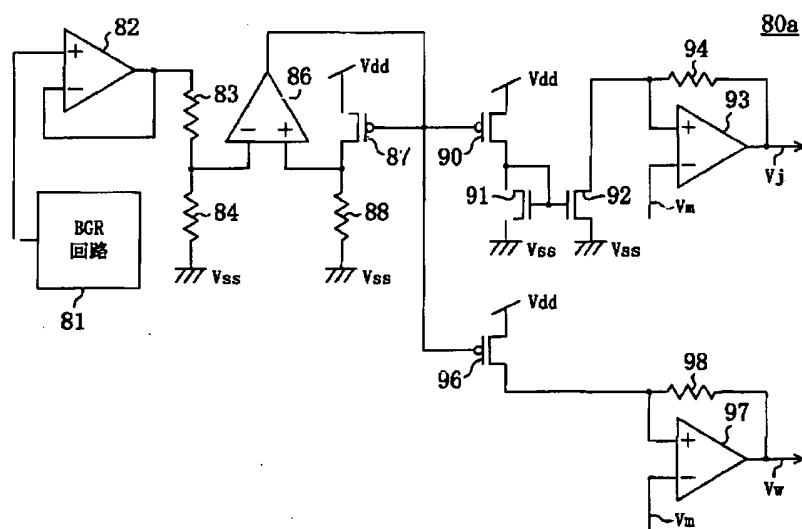 80a
82
+
-
83
84
BGR
回路
81
Vss
86
-
+
Vdd
87
88
Vss
Vdd
90
91
92
Vss
Vss
94
93
+
-
Vm
Vj
Vdd
96
98
97
+
-
Vm
Vw